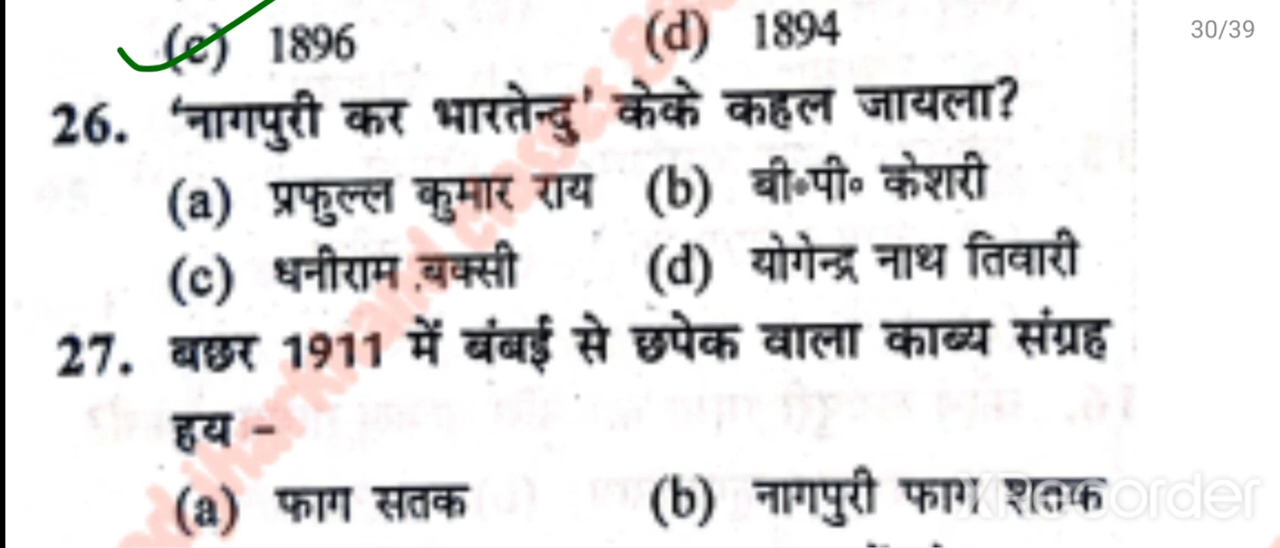 (c) 1896 (d) 1894
30/39
26. 'नागपुरी कर भारतेन्दु' केके कहल जायला?
(a) प्रफुल्ल कुमार राय (b) बी॰पी॰ केशरी
(c) धनीराम बक्सी (d) योगेन्द्र नाथ तिवारी
27. बछर 1911 में बंबई से छपेक वाला काब्य संग्रह
हय –
(a) फाग सतक (b) नागपुरी फाग शतक
XRecorder